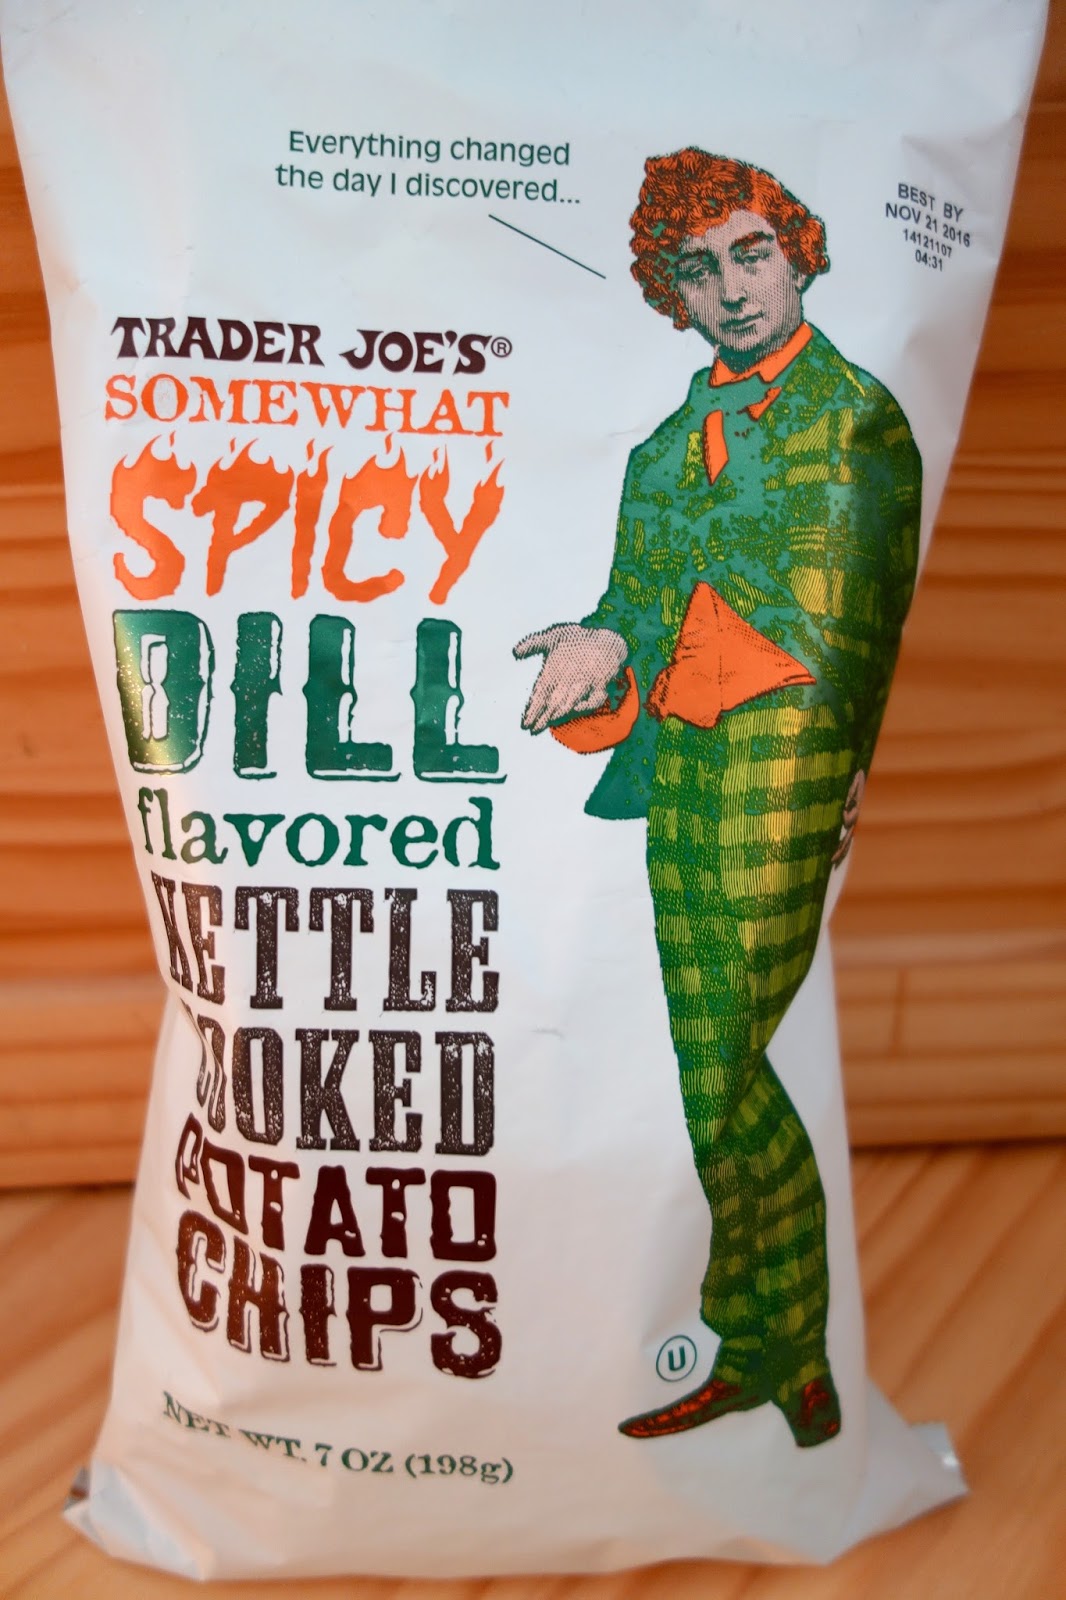 Everything changed
the day I discovered...
BEST BY
NOV 21 2016
14121107
04:31
TRADER JOE'S®
SOMEWHAT
SPICY
DILL
flavored
KETTLE
COOKED
POTATO
CHIPS
U
NET WT. 7 OZ (198g)